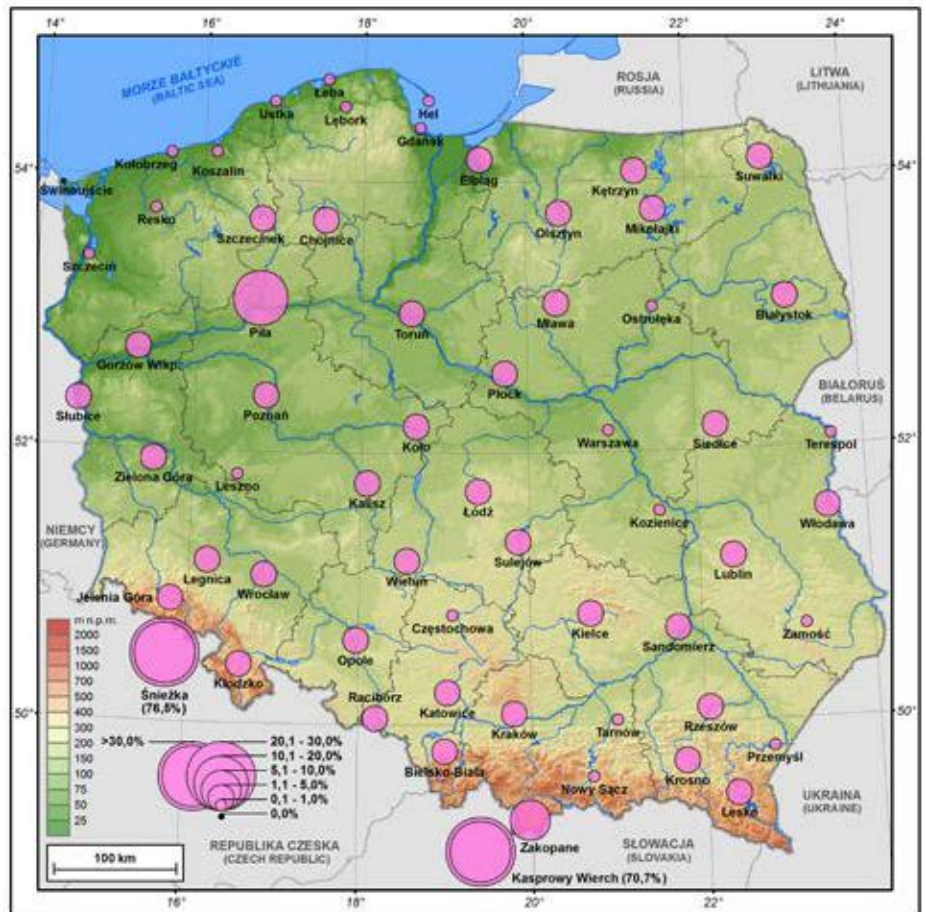 14° 16° 18° 20° 22° 24°
MORZE BAŁTYCKIE
(BALTIC SEA)
ROSJA
(RUSSIA)
LITWA
(LITHUANIA)
Łeba
Ustka
Lębork
Hel
Gdańsk
54°
Kołobrzeg
Koszalin
Elbląg
Kętrzyn
Suwałki
54°
Świnoujście
Resko
Szczecinek
Chojnice
Olsztyn
Mikołajki
Szczecin
Piła
Toruń
Mława
Ostrołęka
Białystok
Gorzów Wlkp.
Płock
BIAŁORUŚ
(BELARUS)
Słubice
Poznań
52°
Koło
Warszawa
Siedlce
Terespol
52°
Zielona Góra
Leszno
Kalisz
Łódź
Kozienice
Włodawa
NIEMCY
(GERMANY)
Legnica
Wrocław
Wieluń
Sulejów
Lublin
Jelenia Góra
Częstochowa
Kielce
Sandomierz
Zamość
m n.p.m.
2000
1500
1000
700
500
400
300
200
150
100
75
50
25
Śnieżka
(76,5%)
Kłodzko
Opole
Racibórz
50°
Katowice
Kraków
Tarnów
Rzeszów
Przemyśl
50°
>30,0%
20,1 - 30,0%
10,1 - 20,0%
5,1 - 10,0%
1,1 - 5,0%
0,1 - 1,0%
0,0%
Bielsko-Biała
Nowy Sącz
Krosno
Lesko
UKRAINA
(UKRAINE)
100 km
REPUBLIKA CZESKA
(CZECH REPUBLIC)
Zakopane
SŁOWACJA
(SLOVAKIA)
Kasprowy Wierch (70,7%)
16° 18° 20° 22°